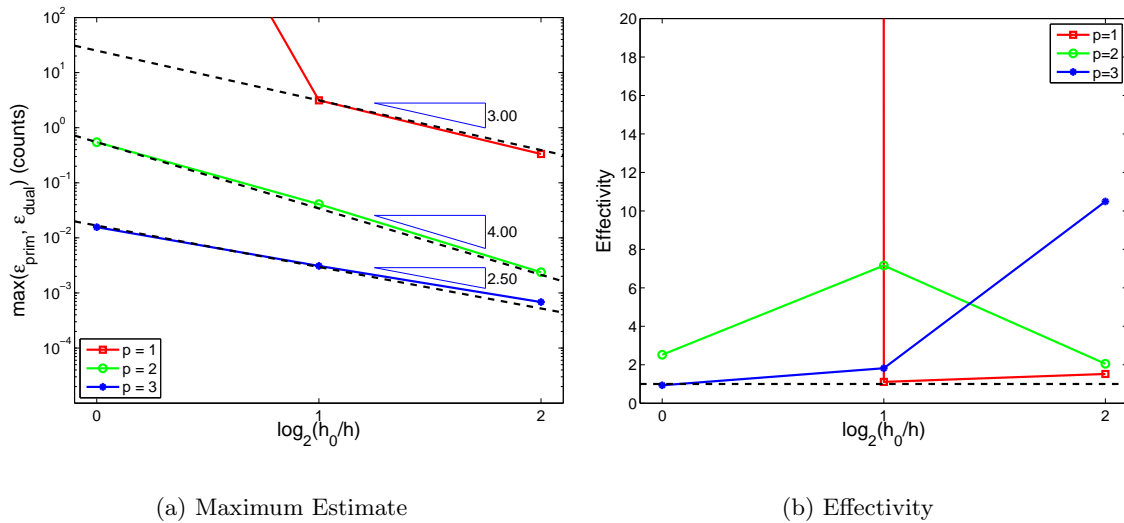 10^2
10^1
10^0
10^-1
10^-2
10^-3
10^-4
max(ε_prim, ε_dual) (counts)
3.00
4.00
2.50
p = 1
p = 2
p = 3
0 1 2
log_2(h_0/h)
(a) Maximum Estimate
20
18
16
14
12
10
8
6
4
2
0
Effectivity
p=1
p=2
p=3
0 1 2
log_2(h_0/h)
(b) Effectivity